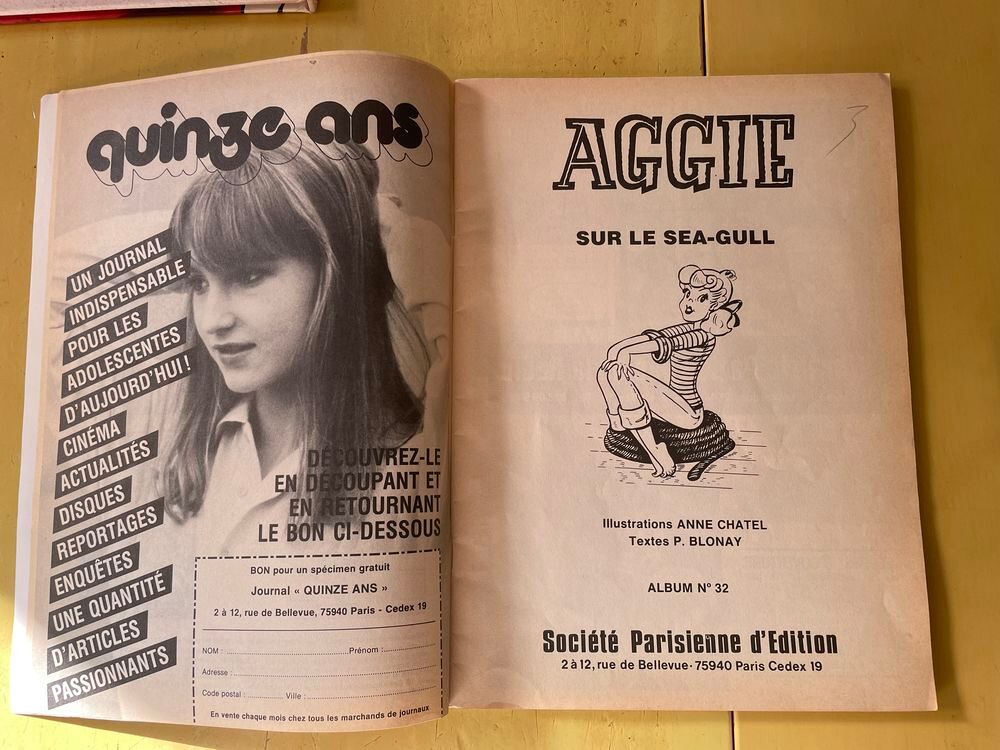 quinze ans
UN JOURNAL
INDISPENSABLE
POUR LES
ADOLESCENTES
D'AUJOURD'HUI !
CINÉMA
ACTUALITÉS
DISQUES
REPORTAGES
ENQUÊTES
UNE QUANTITÉ
D'ARTICLES
PASSIONNANTS
DÉCOUVREZ-LE
EN DÉCOUPANT ET
EN RETOURNANT
LE BON CI-DESSOUS
BON pour un spécimen gratuit
Journal « QUINZE ANS »
2 à 12, rue de Bellevue, 75940 Paris - Cedex 19
NOM : Prénom :
Adresse :
Code postal : Ville :
En vente chaque mois chez tous les marchands de journaux
3
AGGIE
SUR LE SEA-GULL
Illustrations ANNE CHATEL
Textes P. BLONAY
ALBUM N° 32
Société Parisienne d'Edition
2 à 12, rue de Bellevue · 75940 Paris Cedex 19